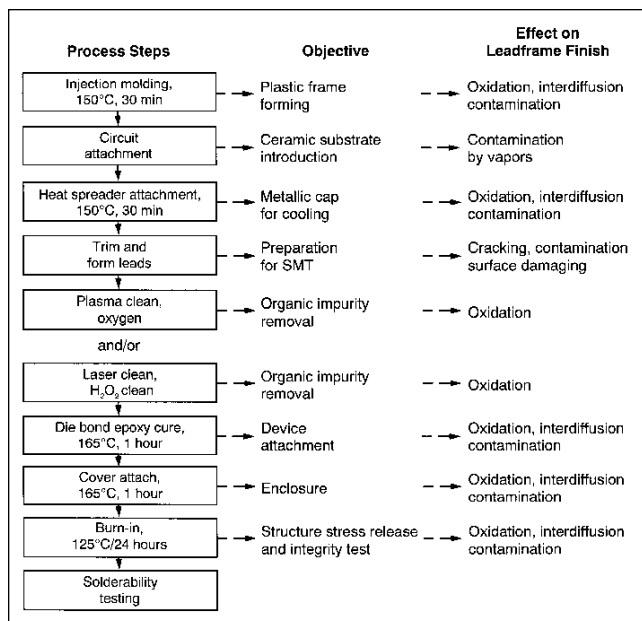 Process Steps
Objective
Effect on
Leadframe Finish
Injection molding,
150°C, 30 min
Plastic frame
forming
Oxidation, interdiffusion
contamination
Circuit
attachment
Ceramic substrate
introduction
Contamination
by vapors
Heat spreader attachment,
150°C, 30 min
Metallic cap
for cooling
Oxidation, interdiffusion
contamination
Trim and
form leads
Preparation
for SMT
Cracking, contamination
surface damaging
Plasma clean,
oxygen
Organic impurity
removal
Oxidation
and/or
Laser clean,
H₂O₂ clean
Organic impurity
removal
Oxidation
Die bond epoxy cure,
165°C, 1 hour
Device
attachment
Oxidation, interdiffusion
contamination
Cover attach,
165°C, 1 hour
Enclosure
Oxidation, interdiffusion
contamination
Burn-in,
125°C/24 hours
Structure stress release
and integrity test
Oxidation, interdiffusion
contamination
Solderability
testing